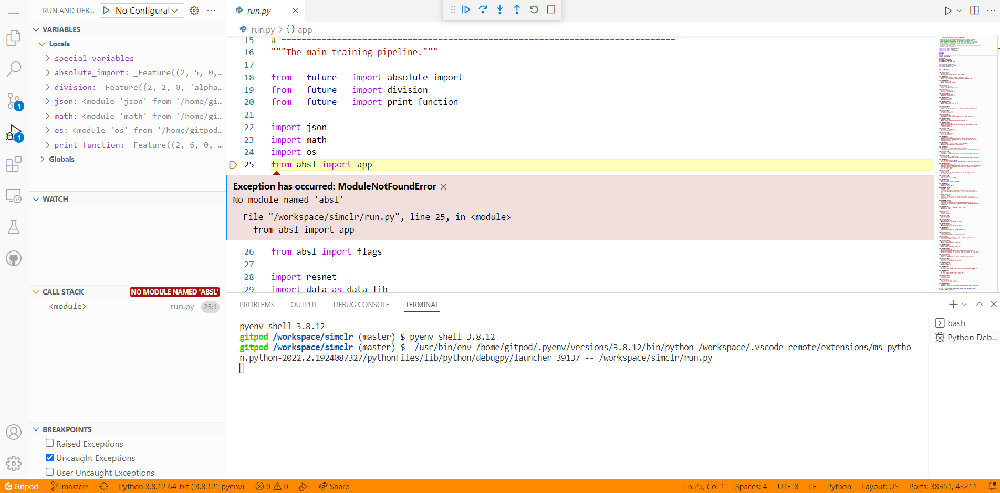 RUN AND DEB...
No Configurat
VARIABLES
Locals
special variables
absolute_import: _Feature((2, 5, 0,...
division: _Feature((2, 2, 0, 'alpha...
json: <module 'json' from '/home/gi...
math: <module 'math' from '/home/gi...
os: <module 'os' from '/home/gitpod...
print_function: _Feature((2, 6, 0, ...
Globals
WATCH
CALL STACK
NO MODULE NAMED 'ABSL'
<module>
run.py
25:1
BREAKPOINTS
Raised Exceptions
Uncaught Exceptions
User Uncaught Exceptions
1
1
run.py
run.py > {} app
15 # ==============================================================================
16 """The main training pipeline."""
17
18 from __future__ import absolute_import
19 from __future__ import division
20 from __future__ import print_function
21
22 import json
23 import math
24 import os
25 from absl import app
Exception has occurred: ModuleNotFoundError
No module named 'absl'
File "/workspace/simclr/run.py", line 25, in <module>
from absl import app
26 from absl import flags
27
28 import resnet
29 import data as data_lib
PROBLEMS OUTPUT DEBUG CONSOLE TERMINAL
pyenv shell 3.8.12
gitpod /workspace/simclr (master) $ pyenv shell 3.8.12
gitpod /workspace/simclr (master) $  /usr/bin/env /home/gitpod/.pyenv/versions/3.8.12/bin/python /workspace/.vscode-remote/extensions/ms-pytho
n.python-2022.2.1924087327/pythonFiles/lib/python/debugpy/launcher 39137 -- /workspace/simclr/run.py
bash
Python Deb...
Gitpod master* Python 3.8.12 64-bit ('3.8.12': pyenv) 0 0 Share Ln 25, Col 1 Spaces: 4 UTF-8 LF Python Layout: US Ports: 38351, 43211